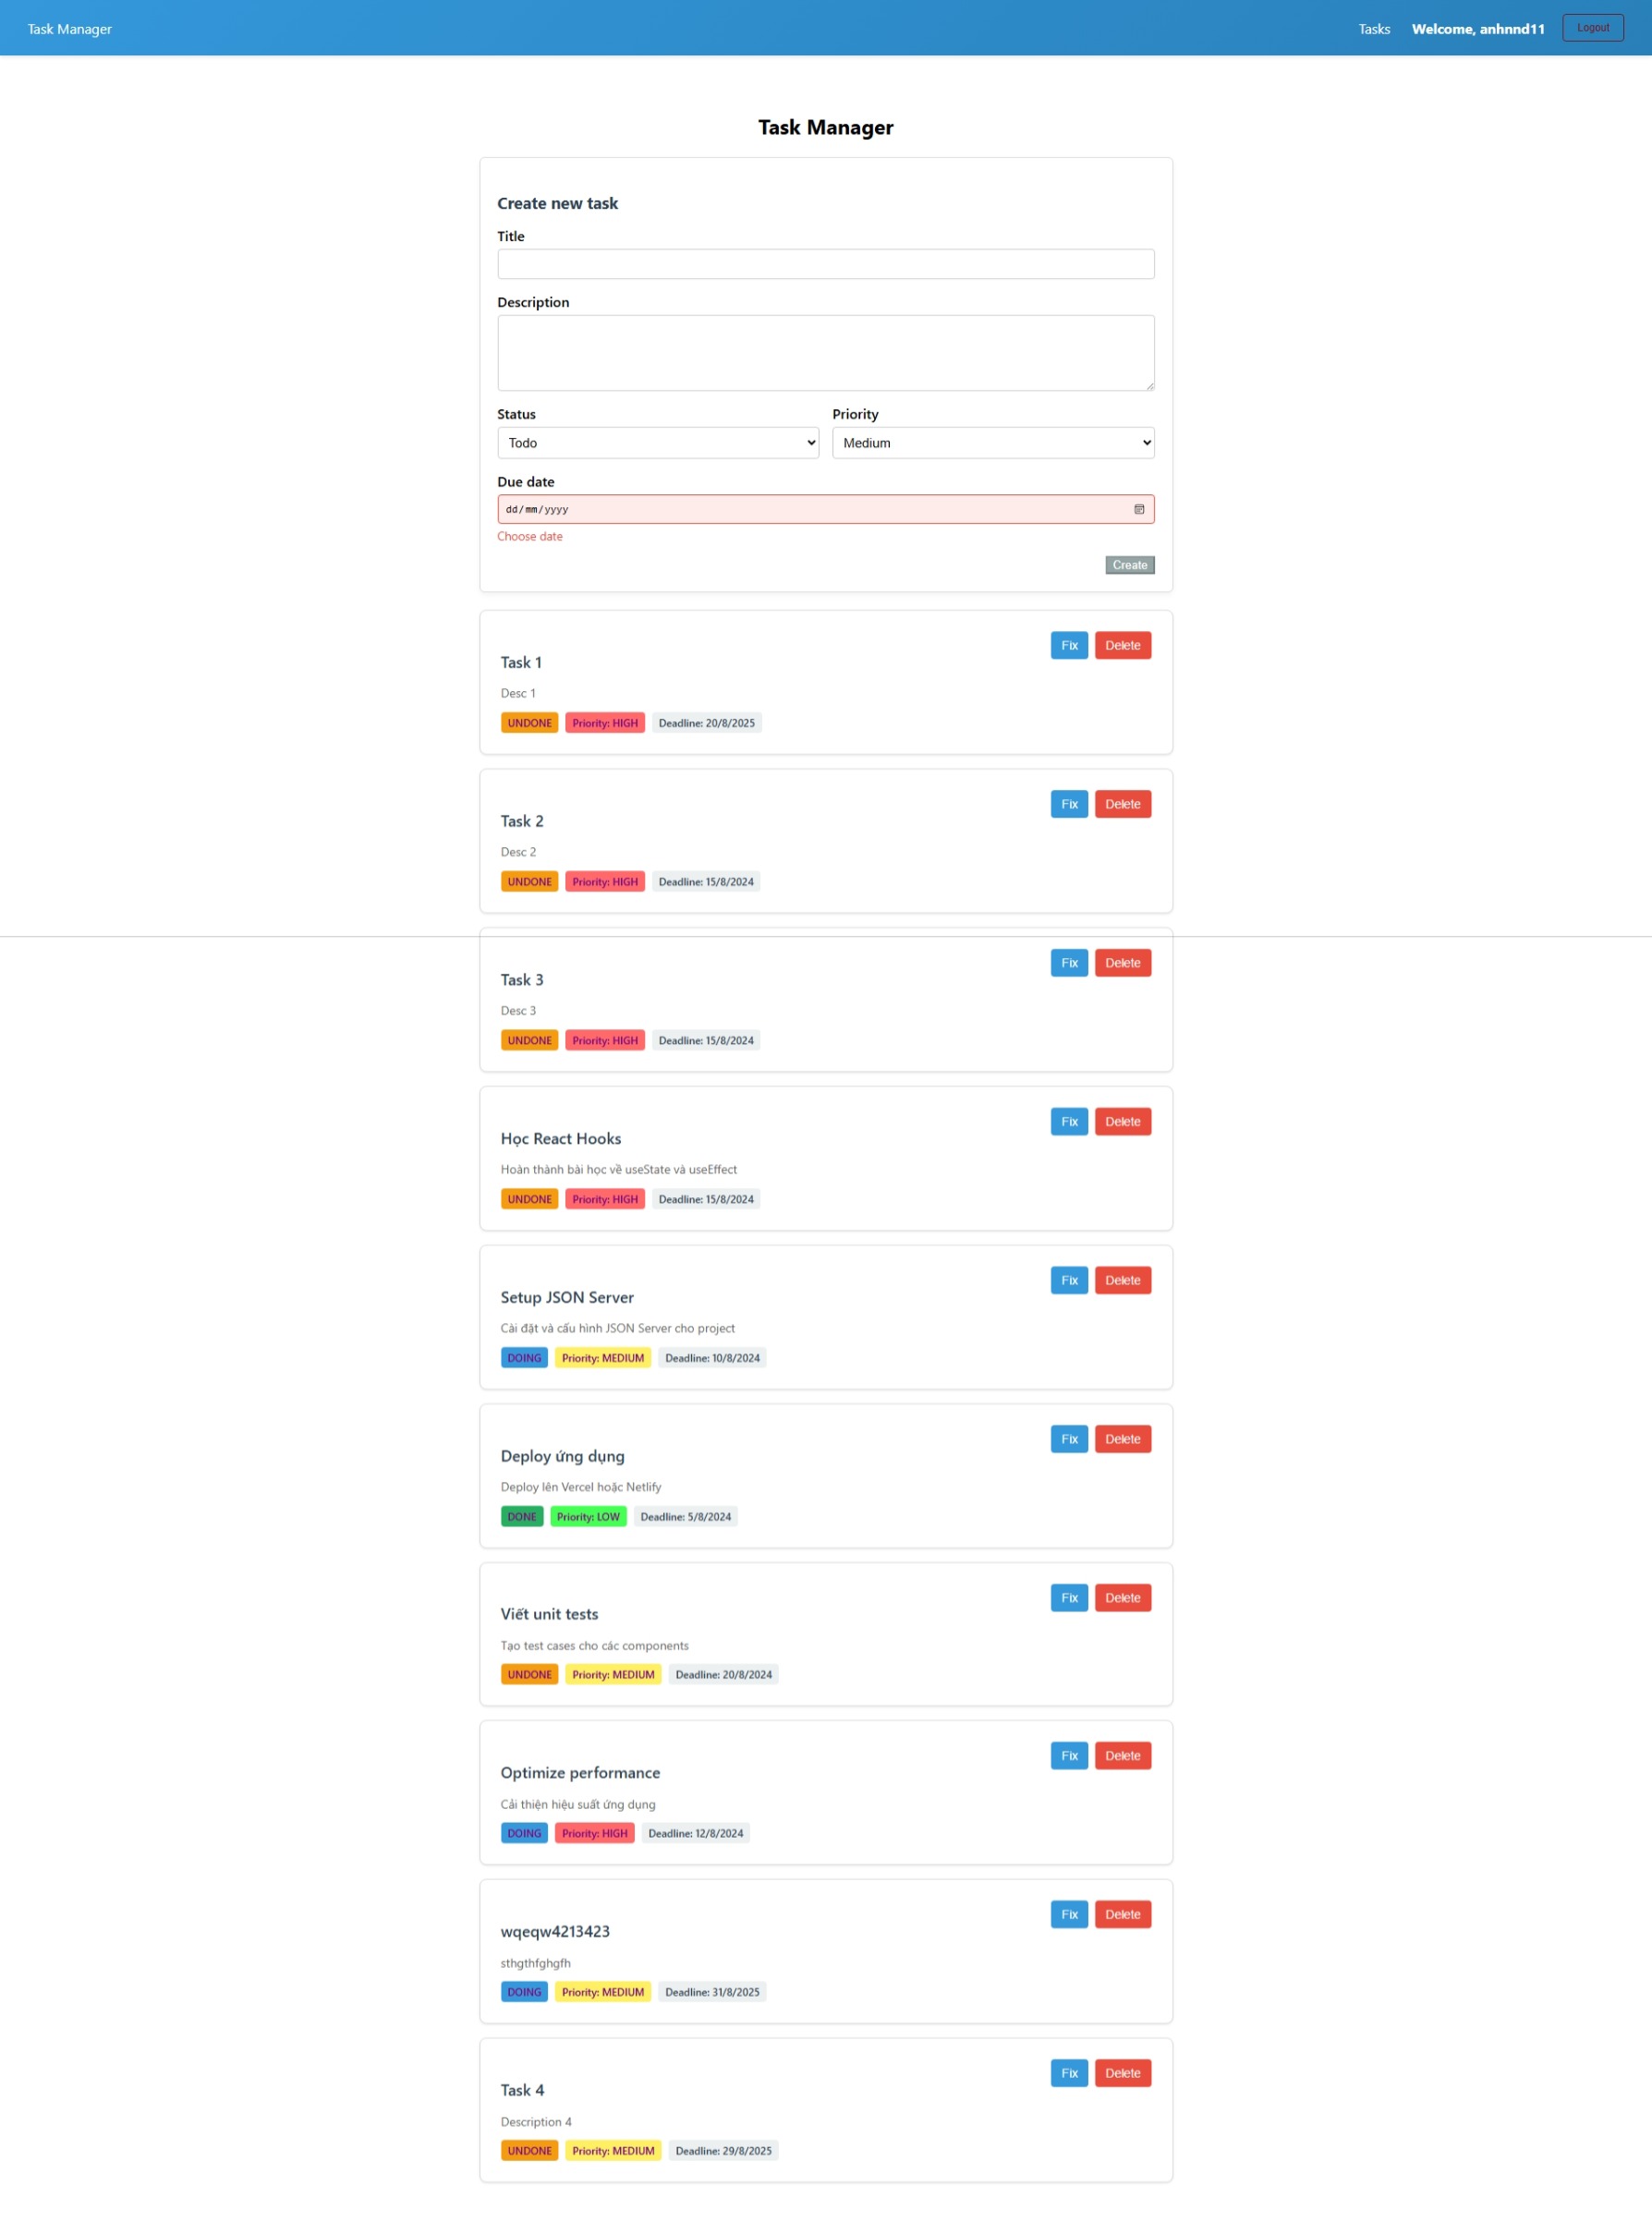 Task Manager
Tasks Welcome, anhnnd11 Logout
Task Manager
Create new task
Title
Description
Status Priority
Todo Medium
Due date
dd/mm/yyyy
Choose date
Create
Fix Delete
Task 1
Desc 1
UNDONE Priority: HIGH Deadline: 20/8/2025
Fix Delete
Task 2
Desc 2
UNDONE Priority: HIGH Deadline: 15/8/2024
Fix Delete
Task 3
Desc 3
UNDONE Priority: HIGH Deadline: 15/8/2024
Fix Delete
Học React Hooks
Hoàn thành bài học về useState và useEffect
UNDONE Priority: HIGH Deadline: 15/8/2024
Fix Delete
Setup JSON Server
Cài đặt và cấu hình JSON Server cho project
DOING Priority: MEDIUM Deadline: 10/8/2024
Fix Delete
Deploy ứng dụng
Deploy lên Vercel hoặc Netlify
DONE Priority: LOW Deadline: 5/8/2024
Fix Delete
Viết unit tests
Tạo test cases cho các components
UNDONE Priority: MEDIUM Deadline: 20/8/2024
Fix Delete
Optimize performance
Cải thiện hiệu suất ứng dụng
DOING Priority: HIGH Deadline: 12/8/2024
Fix Delete
wqeqw4213423
sthgthfghgfh
DOING Priority: MEDIUM Deadline: 31/8/2025
Fix Delete
Task 4
Description 4
UNDONE Priority: MEDIUM Deadline: 29/8/2025